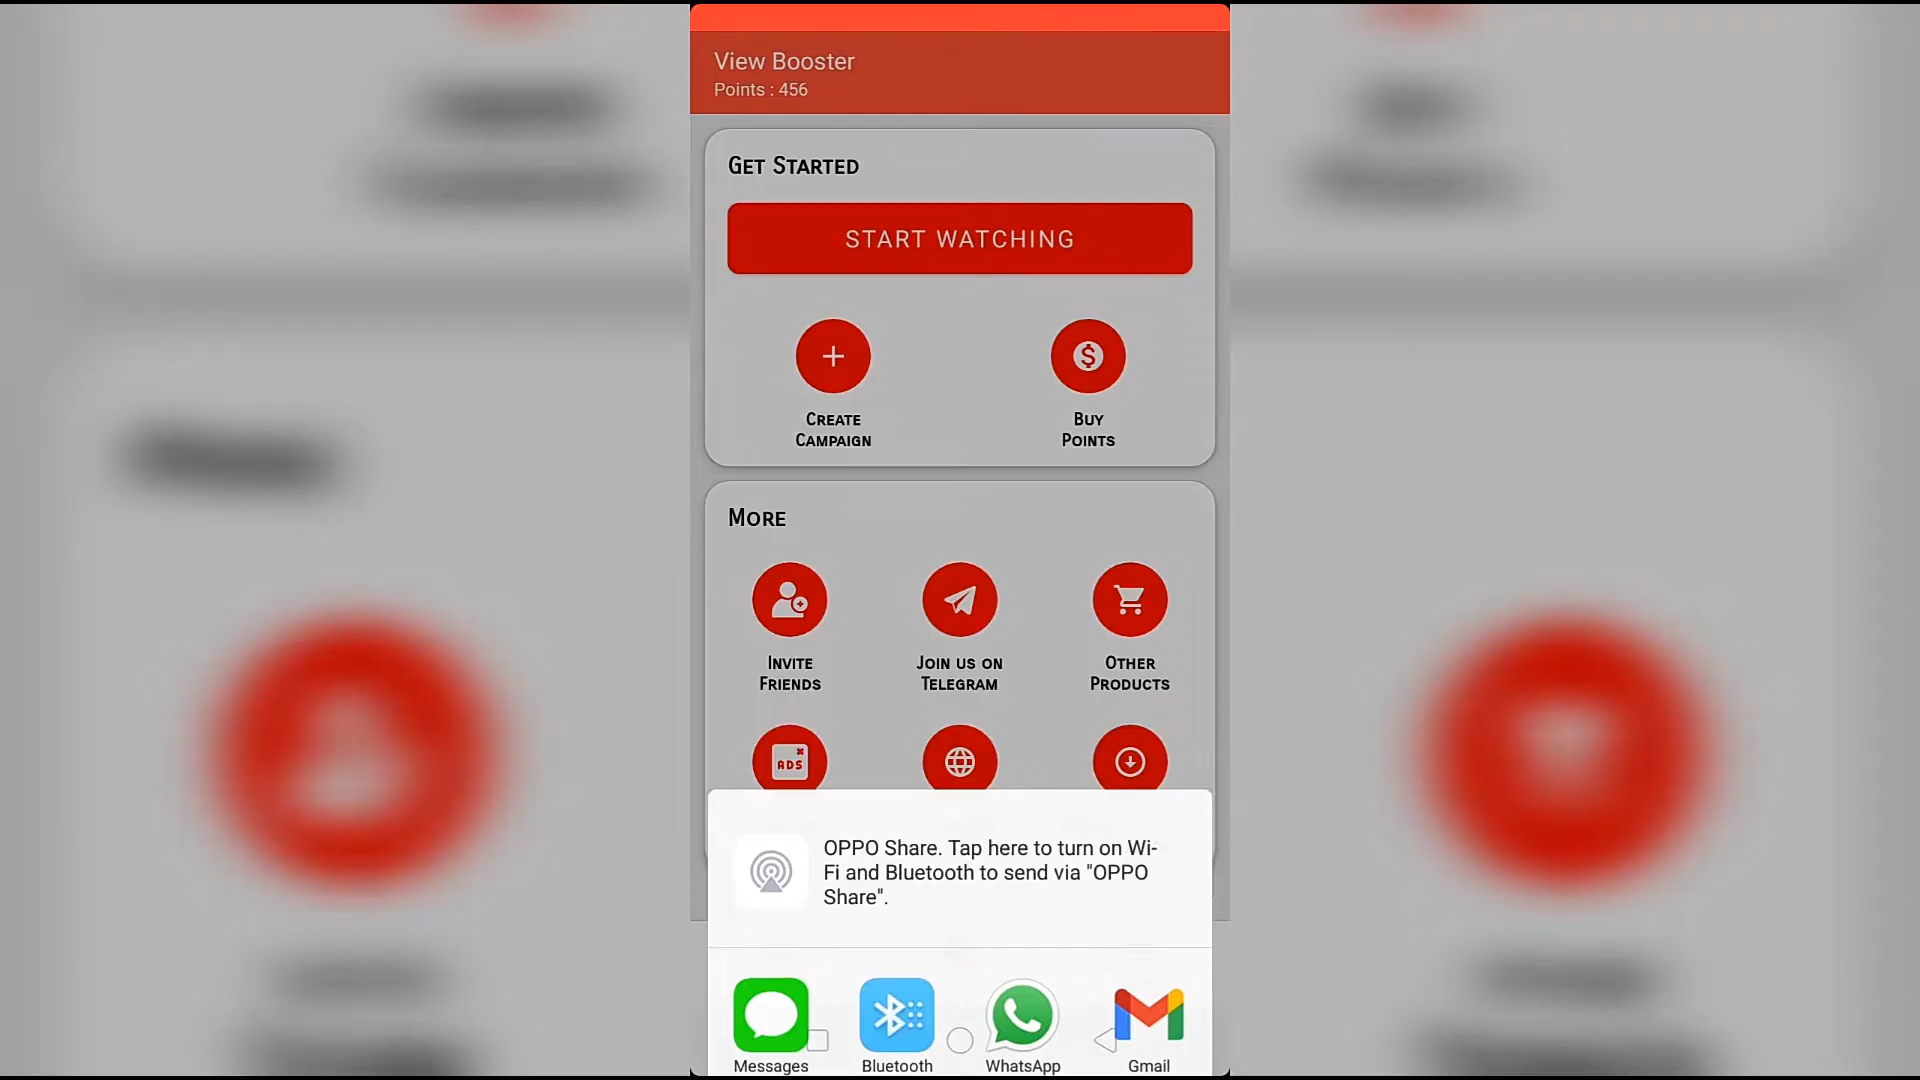 View Booster
Points : 456
GET STARTED
START WATCHING
CREATE
CAMPAIGN
BUY
POINTS
MORE
INVITE
FRIENDS
JOIN US ON
TELEGRAM
OTHER
PRODUCTS
ADS
OPPO Share. Tap here to turn on Wi-
Fi and Bluetooth to send via "OPPO
Share".
Messages
Bluetooth
WhatsApp
Gmail